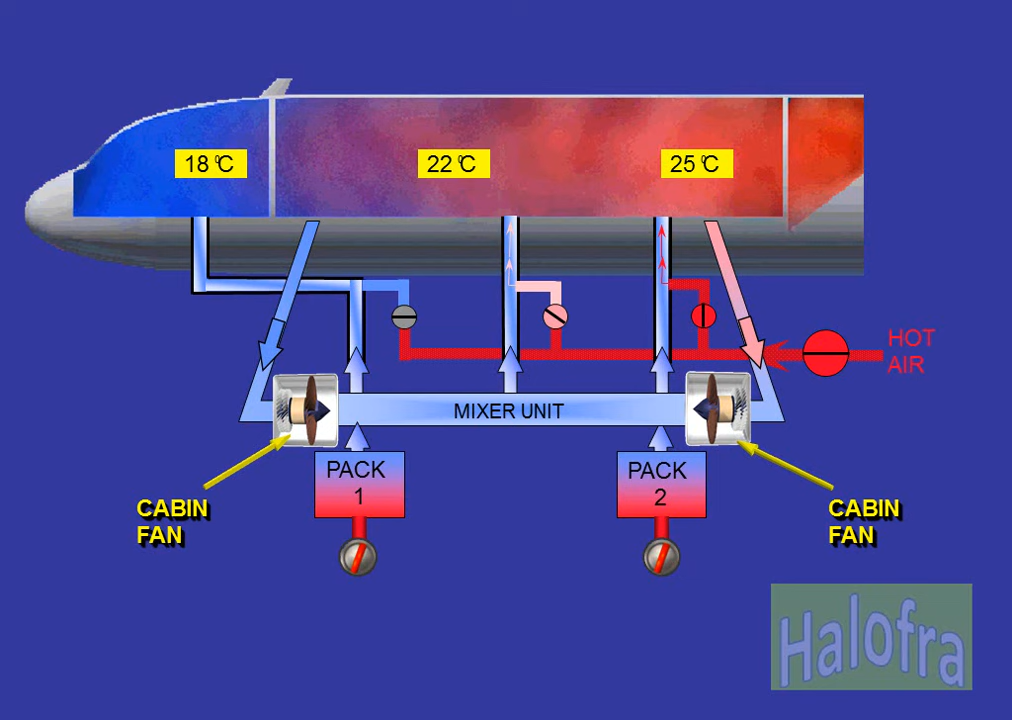 18 °C
22 °C
25 °C
HOT
AIR
MIXER UNIT
PACK
1
PACK
2
CABIN
FAN
CABIN
FAN
Halofra